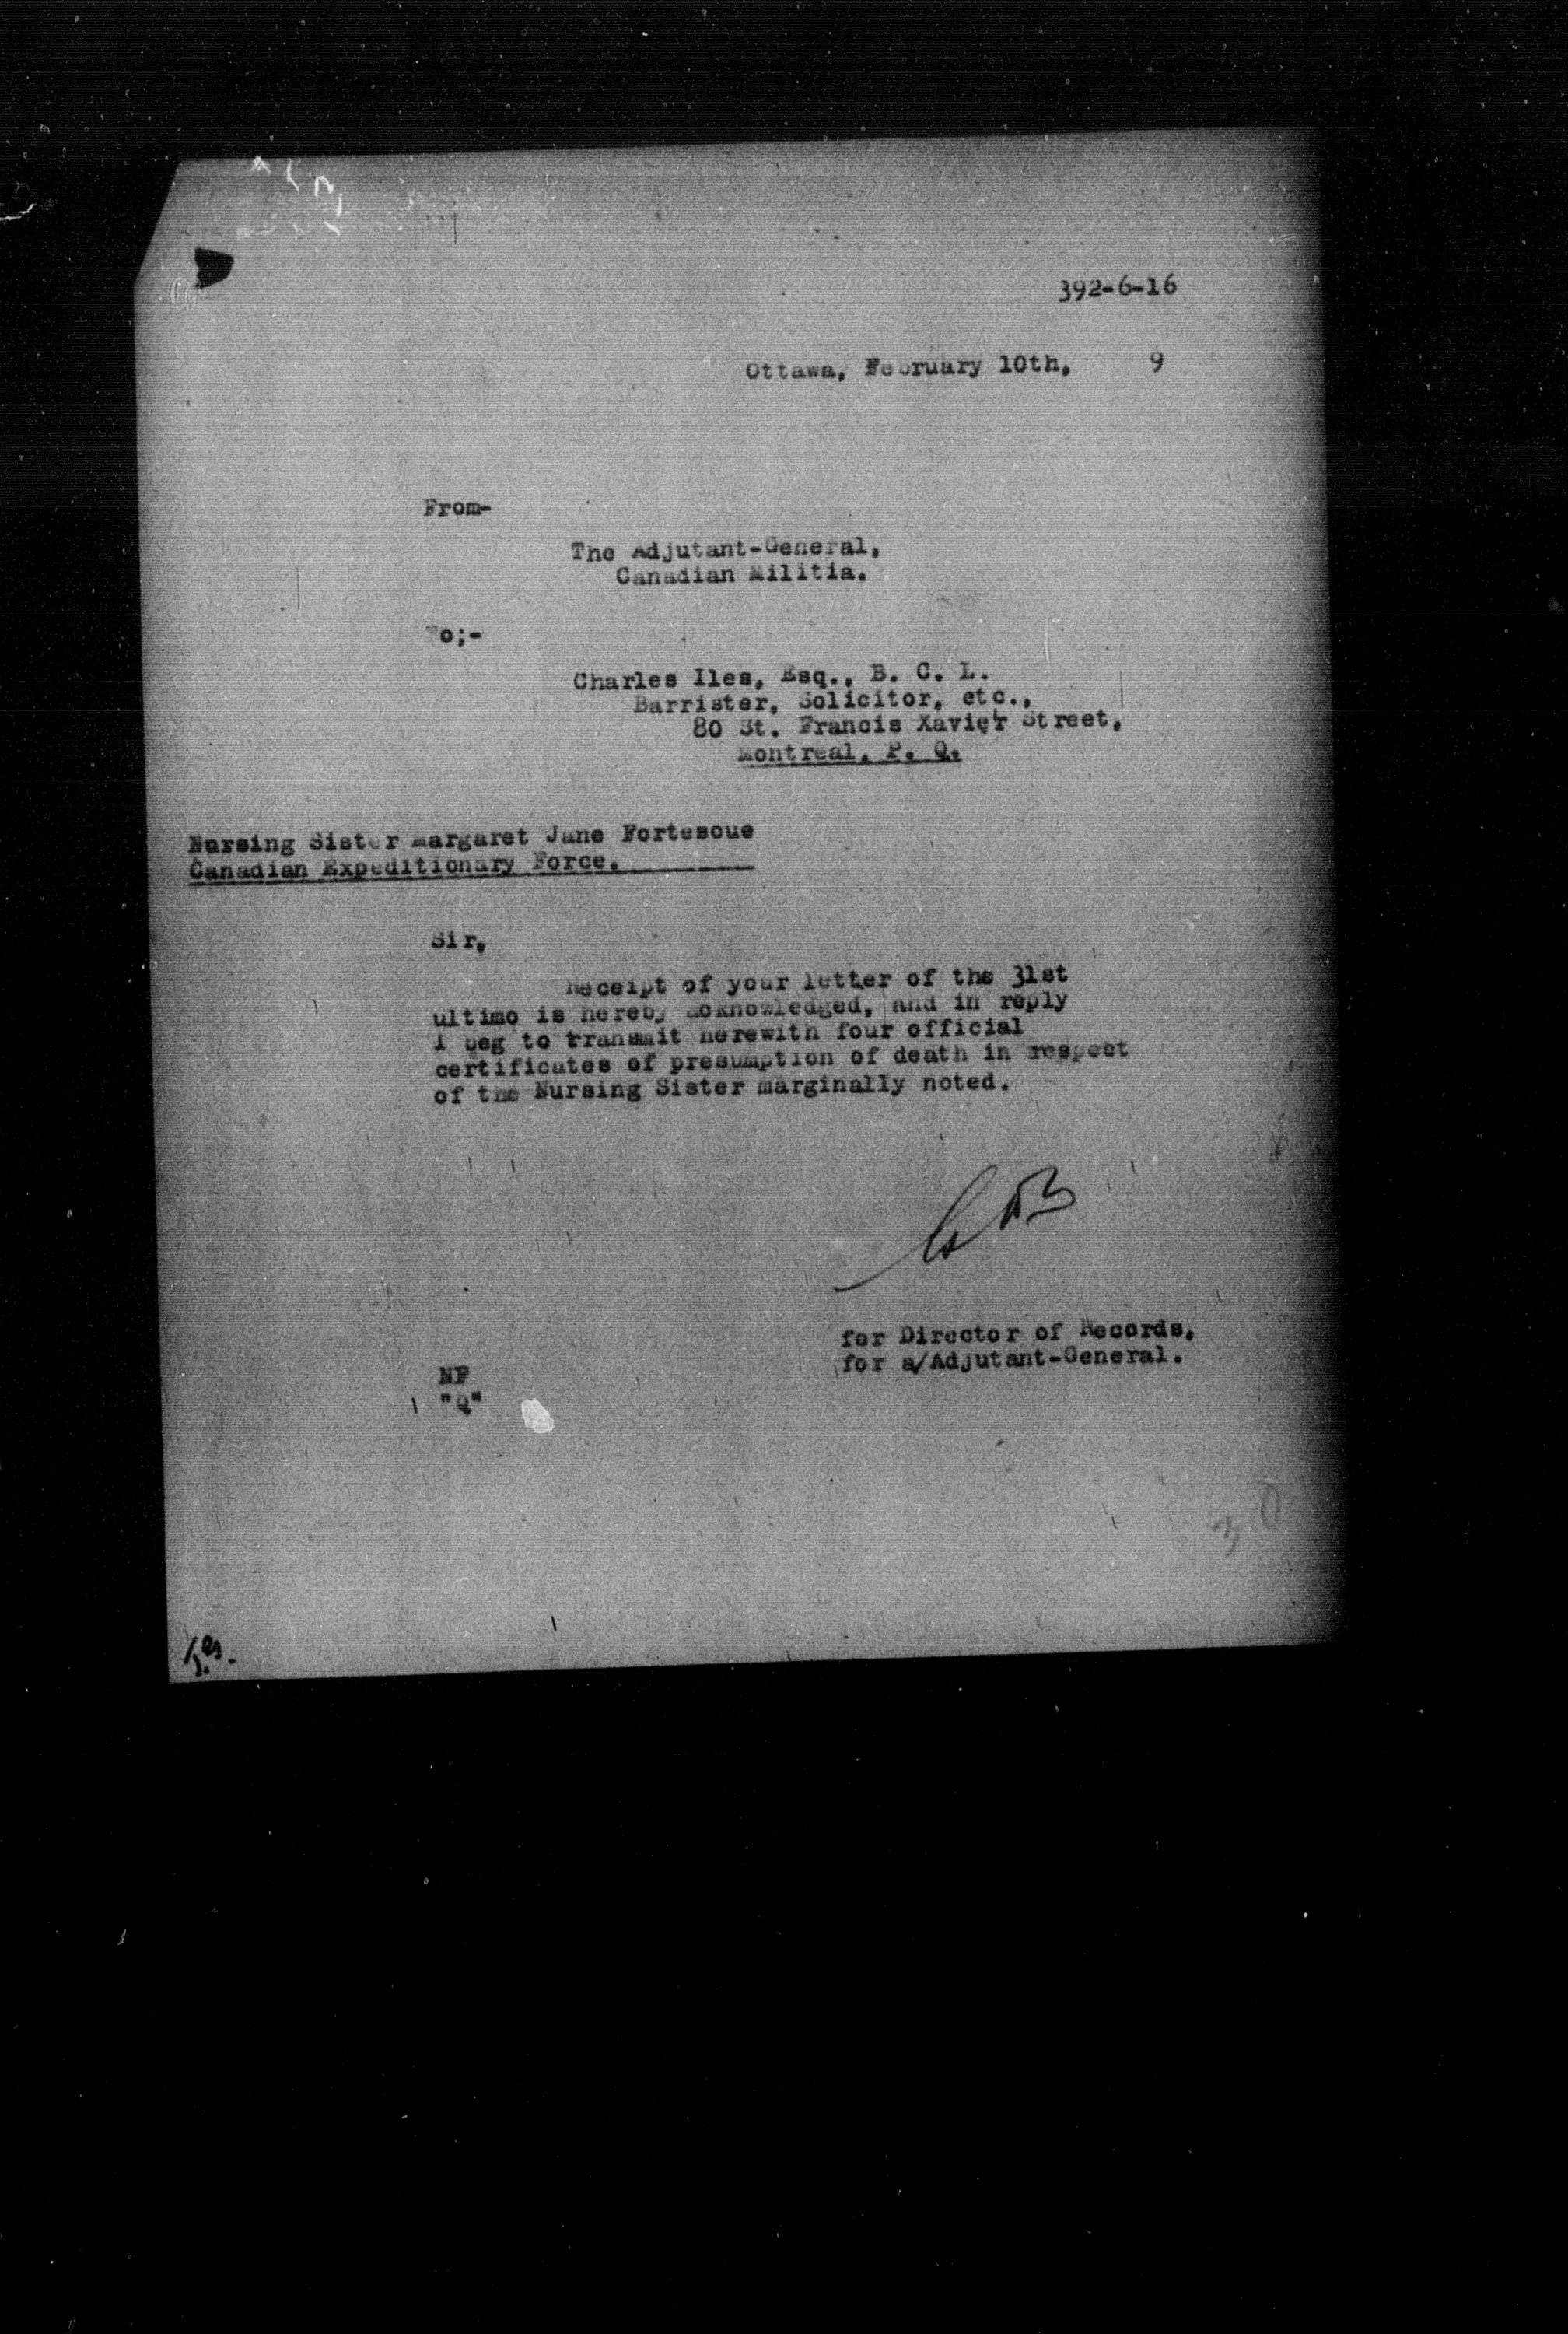 392-6-16
Ottawa, February 10th, 9
From-
The Adjutant-General,
Canadian Militia.
To;-
Charles Iles, Esq., B. C. L.
Barrister, Solicitor, etc.,
80 St. Francis Xavier Street,
Montreal, P. Q.
Nursing Sister Margaret Jane Fortescue
Canadian Expeditionary Force.
Sir,
Receipt of your letter of the 31st
ultimo is hereby acknowledged, and in reply
I beg to transmit herewith four official
certificates of presumption of death in respect
of the Nursing Sister marginally noted.
for Director of Records,
for a/Adjutant-General.
NF
"Q"
30